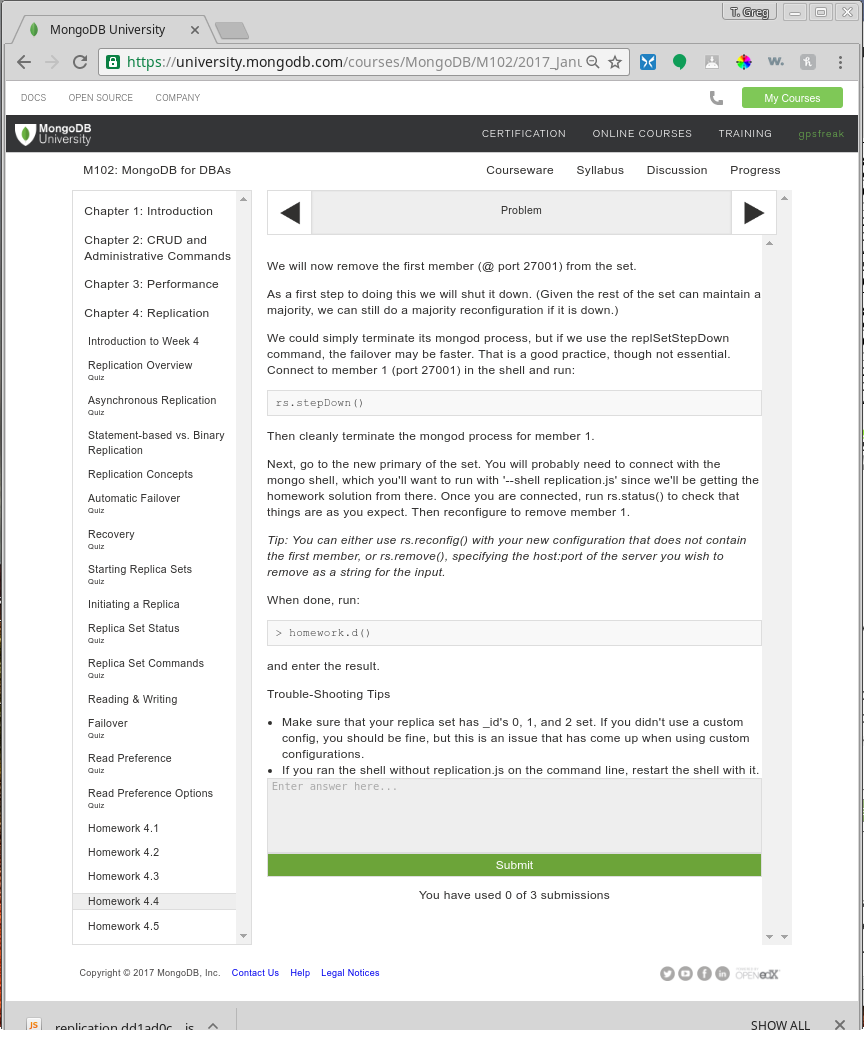 T. Greg
MongoDB University
https://university.mongodb.com/courses/MongoDB/M102/2017_Janu
w.
DOCS OPEN SOURCE COMPANY
My Courses
MongoDB
University
CERTIFICATION ONLINE COURSES TRAINING gpsfreak
M102: MongoDB for DBAs
Courseware Syllabus Discussion Progress
Chapter 1: Introduction
Chapter 2: CRUD and
Administrative Commands
Chapter 3: Performance
Chapter 4: Replication
Introduction to Week 4
Replication Overview
Quiz
Asynchronous Replication
Quiz
Statement-based vs. Binary
Replication
Replication Concepts
Automatic Failover
Quiz
Recovery
Quiz
Starting Replica Sets
Initiating a Replica
Replica Set Status
Quiz
Replica Set Commands
Quiz
Reading & Writing
Failover
Quiz
Read Preference
Quiz
Read Preference Options
Quiz
Homework 4.1
Homework 4.2
Homework 4.3
Homework 4.4
Homework 4.5
Problem
We will now remove the first member (@ port 27001) from the set.
As a first step to doing this we will shut it down. (Given the rest of the set can maintain a
majority, we can still do a majority reconfiguration if it is down.)
We could simply terminate its mongod process, but if we use the replSetStepDown
command, the failover may be faster. That is a good practice, though not essential.
Connect to member 1 (port 27001) in the shell and run:
rs.stepDown()
Then cleanly terminate the mongod process for member 1.
Next, go to the new primary of the set. You will probably need to connect with the
mongo shell, which you'll want to run with '--shell replication.js' since we'll be getting the
homework solution from there. Once you are connected, run rs.status() to check that
things are as you expect. Then reconfigure to remove member 1.
Tip: You can either use rs.reconfig() with your new configuration that does not contain
the first member, or rs.remove(), specifying the host:port of the server you wish to
remove as a string for the input.
When done, run:
> homework.d()
and enter the result.
Trouble-Shooting Tips
• Make sure that your replica set has _id's 0, 1, and 2 set. If you didn't use a custom
config, you should be fine, but this is an issue that has come up when using custom
configurations.
• If you ran the shell without replication.js on the command line, restart the shell with it.
Enter answer here...
Submit
You have used 0 of 3 submissions
Copyright © 2017 MongoDB, Inc. Contact Us Help Legal Notices
OPENedX
JS
replication.dd1ad0c....js
SHOW ALL